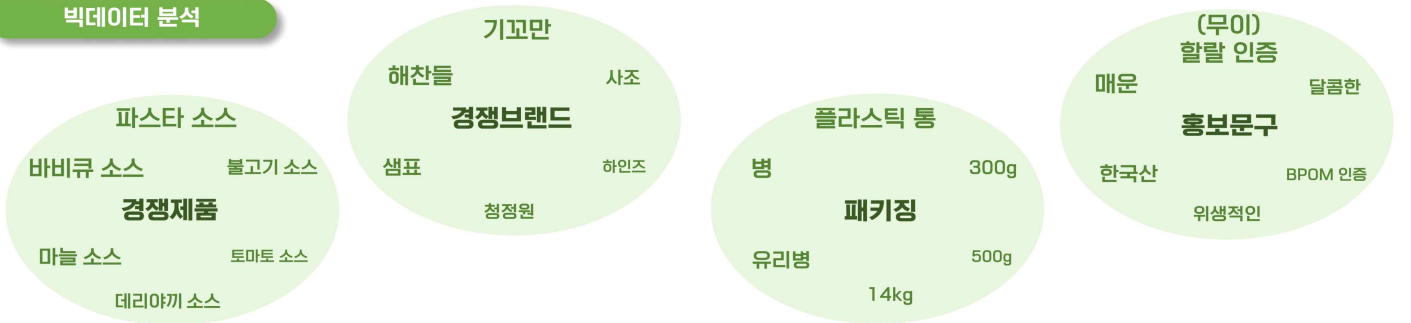 빅데이터 분석
파스타 소스
바비큐 소스
불고기 소스
경쟁제품
마늘 소스
토마토 소스
데리야끼 소스
기꼬만
해찬들
사조
경쟁브랜드
샘표
하인즈
청정원
플라스틱 통
병
300g
패키징
유리병
500g
14kg
(무이)
할랄 인증
매운
달콤한
홍보문구
한국산
BPOM 인증
위생적인